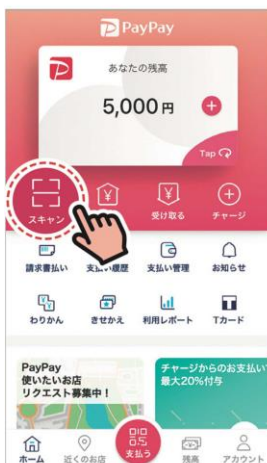 PayPay
あなたの残高
5,000 円
Tap
スキャン
受け取る
チャージ
請求書払い
支払い履歴
支払い管理
お知らせ
わりかん
きせかえ
利用レポート
Tカード
PayPay
使いたいお店
リクエスト募集中！
チャージからのお支払い
最大20%付与
ホーム
近くのお店
支払う
残高
アカウント